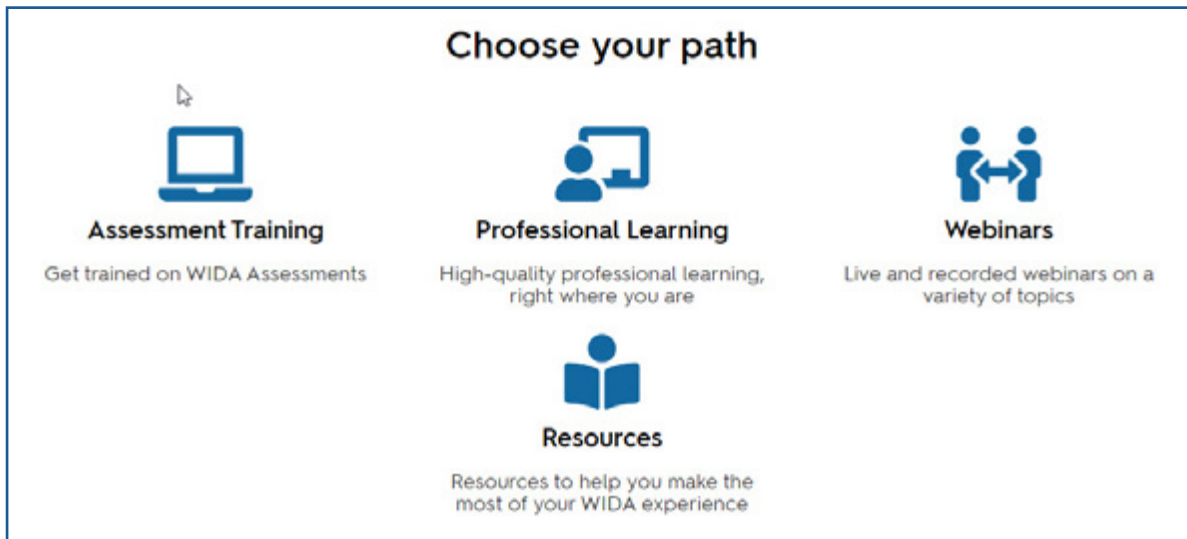 Choose your path
Assessment Training
Get trained on WIDA Assessments
Professional Learning
High-quality professional learning,
right where you are
Webinars
Live and recorded webinars on a
variety of topics
Resources
Resources to help you make the
most of your WIDA experience